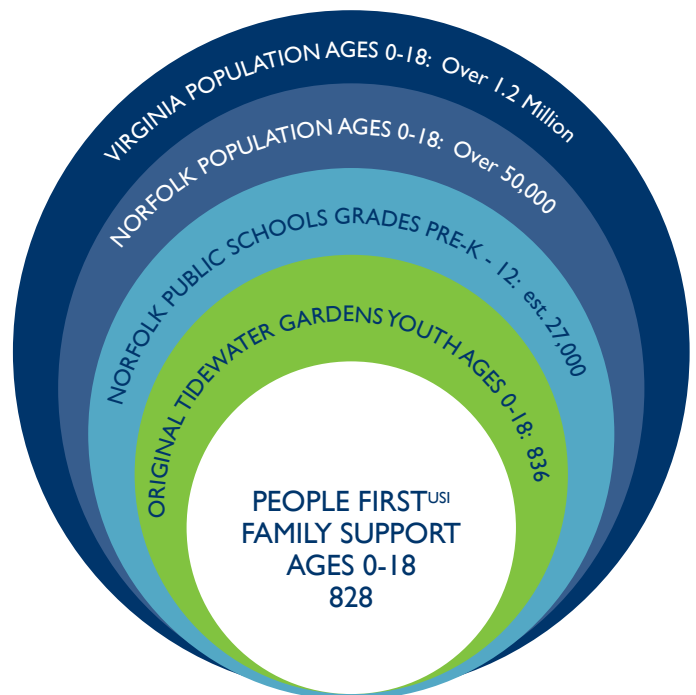 VIRGINIA POPULATION AGES 0-18: Over 1.2 Million
NORFOLK POPULATION AGES 0-18: Over 50,000
NORFOLK PUBLIC SCHOOLS GRADES PRE-K - 12: est. 27,000
ORIGINAL TIDEWATER GARDENS YOUTH AGES 0-18: 836
PEOPLE FIRST USI
FAMILY SUPPORT
AGES 0-18
828